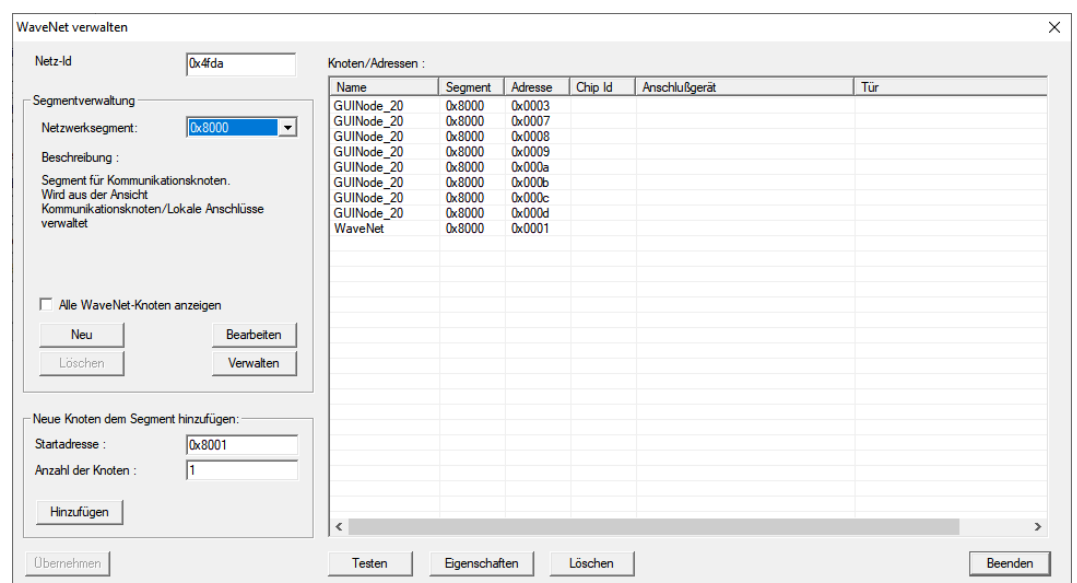 WaveNet verwalten
Netz-Id
0x4fda
Segmentverwaltung
Netzwerksegment:
0x8000
Beschreibung :
Segment für Kommunikationsknoten.
Wird aus der Ansicht
Kommunikationsknoten/Lokale Anschlüsse
verwaltet
Alle WaveNet-Knoten anzeigen
Neu
Bearbeiten
Löschen
Verwalten
Neue Knoten dem Segment hinzufügen:
Startadresse :
0x8001
Anzahl der Knoten :
1
Hinzufügen
Übernehmen
Knoten/Adressen :
Name Segment Adresse Chip Id Anschlußgerät Tür
GUINode_20 0x8000 0x0003
GUINode_20 0x8000 0x0007
GUINode_20 0x8000 0x0008
GUINode_20 0x8000 0x0009
GUINode_20 0x8000 0x000a
GUINode_20 0x8000 0x000b
GUINode_20 0x8000 0x000c
GUINode_20 0x8000 0x000d
WaveNet 0x8000 0x0001
Testen
Eigenschaften
Löschen
Beenden